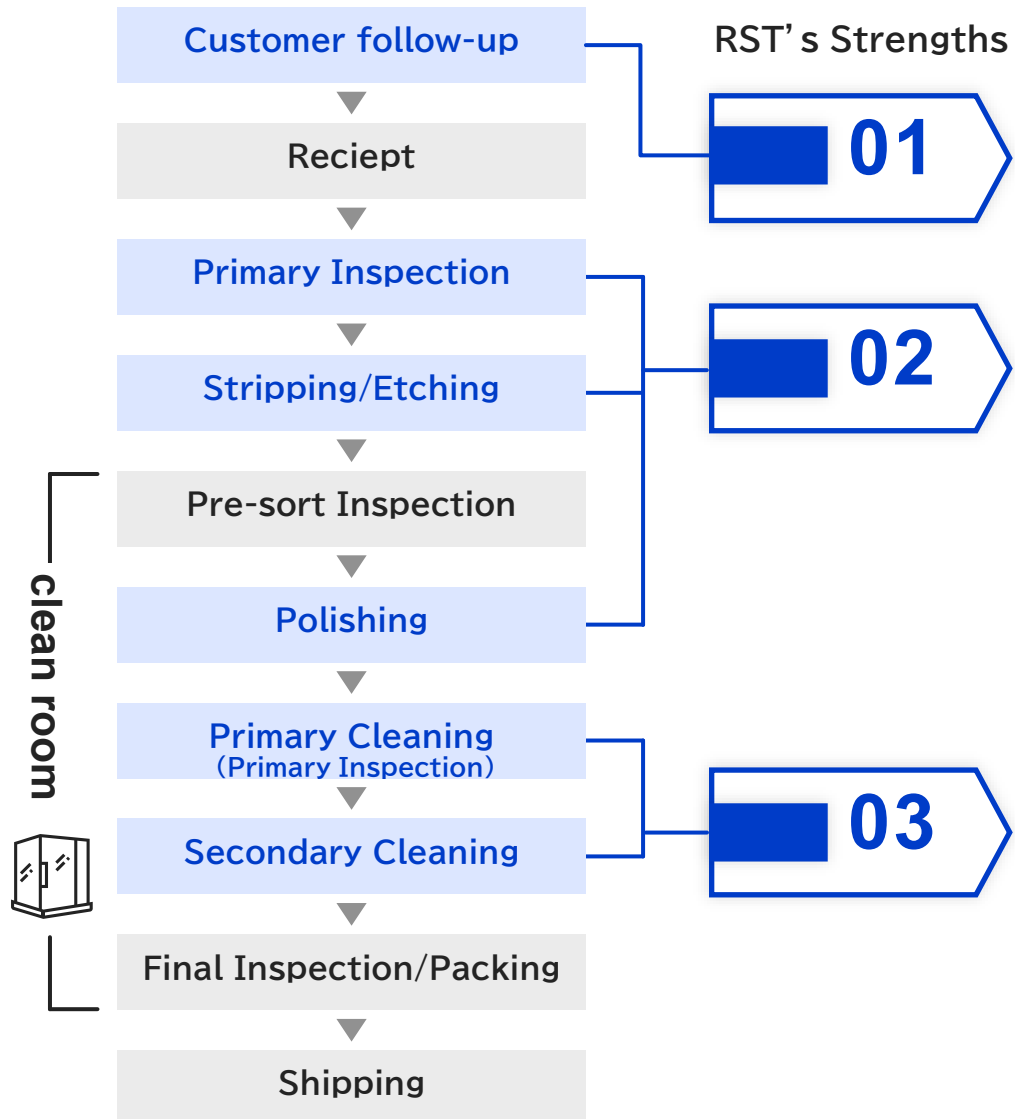 Customer follow-up
RST’s Strengths
01
Reciept
Primary Inspection
02
Stripping/Etching
Pre-sort Inspection
clean room
Polishing
Primary Cleaning
(Primary Inspection)
03
Secondary Cleaning
Final Inspection/Packing
Shipping